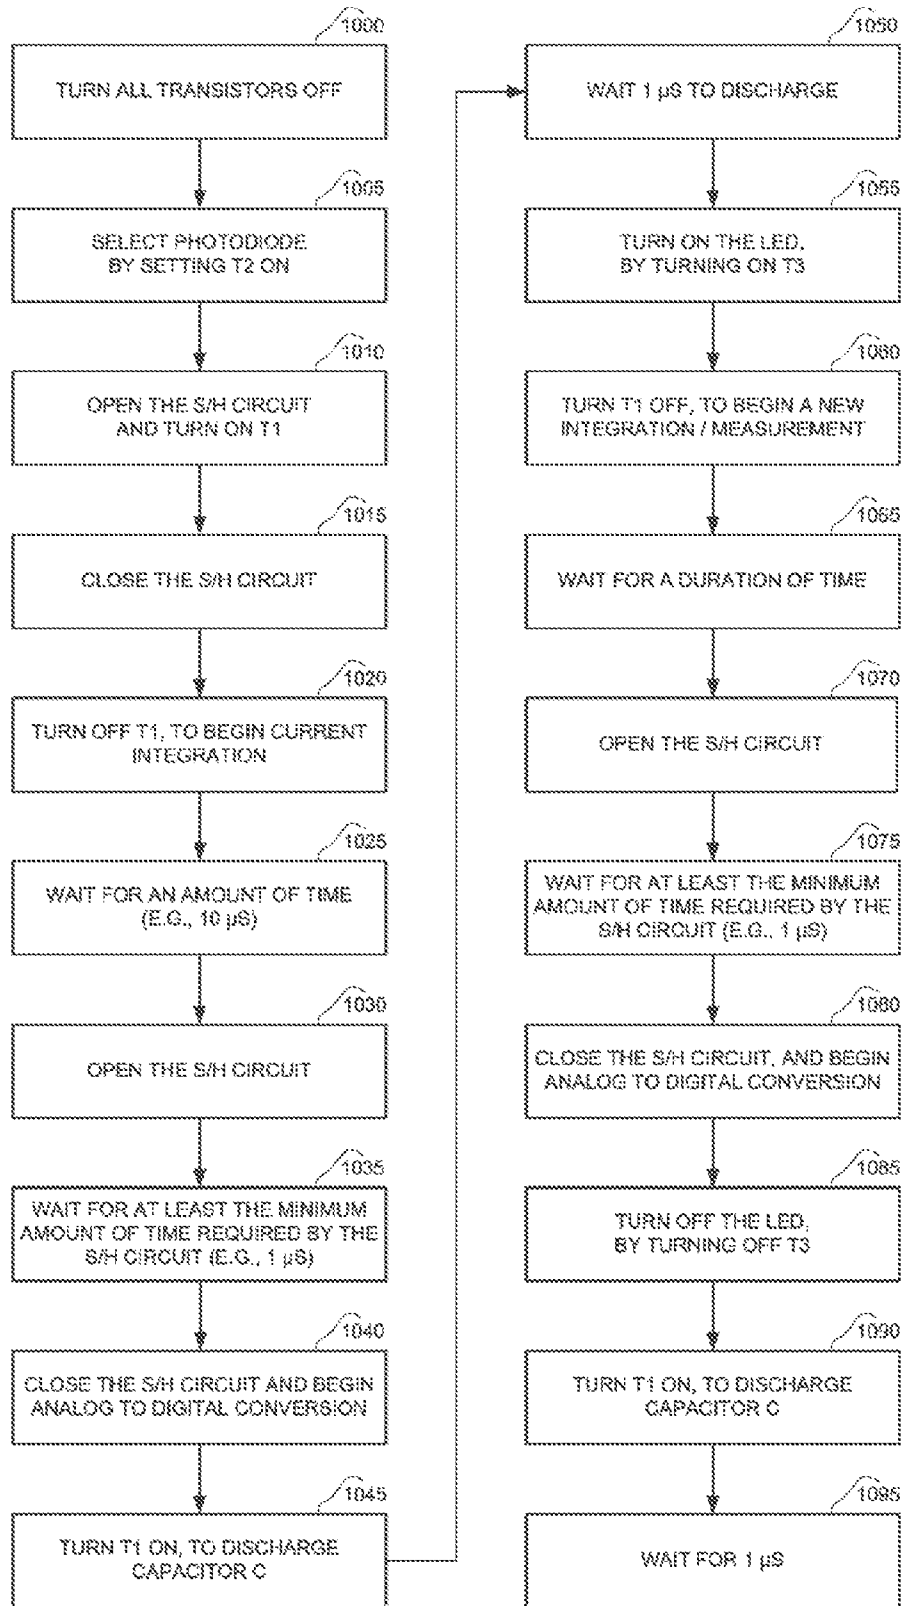 1000
TURN ALL TRANSISTORS OFF
1005
SELECT PHOTODIODE
BY SETTING T2 ON
1010
OPEN THE S/H CIRCUIT
AND TURN ON T1
1015
CLOSE THE S/H CIRCUIT
1020
TURN OFF T1, TO BEGIN CURRENT
INTEGRATION
1025
WAIT FOR AN AMOUNT OF TIME
(E.G., 10 µS)
1030
OPEN THE S/H CIRCUIT
1035
WAIT FOR AT LEAST THE MINIMUM
AMOUNT OF TIME REQUIRED BY THE
S/H CIRCUIT (E.G., 1 µS)
1040
CLOSE THE S/H CIRCUIT AND BEGIN
ANALOG TO DIGITAL CONVERSION
1045
TURN T1 ON, TO DISCHARGE
CAPACITOR C
1050
WAIT 1 µS TO DISCHARGE
1055
TURN ON THE LED,
BY TURNING ON T3
1060
TURN T1 OFF, TO BEGIN A NEW
INTEGRATION / MEASUREMENT
1065
WAIT FOR A DURATION OF TIME
1070
OPEN THE S/H CIRCUIT
1075
WAIT FOR AT LEAST THE MINIMUM
AMOUNT OF TIME REQUIRED BY THE
S/H CIRCUIT (E.G., 1 µS)
1080
CLOSE THE S/H CIRCUIT, AND BEGIN
ANALOG TO DIGITAL CONVERSION
1085
TURN OFF THE LED,
BY TURNING OFF T3
1090
TURN T1 ON, TO DISCHARGE
CAPACITOR C
1095
WAIT FOR 1 µS